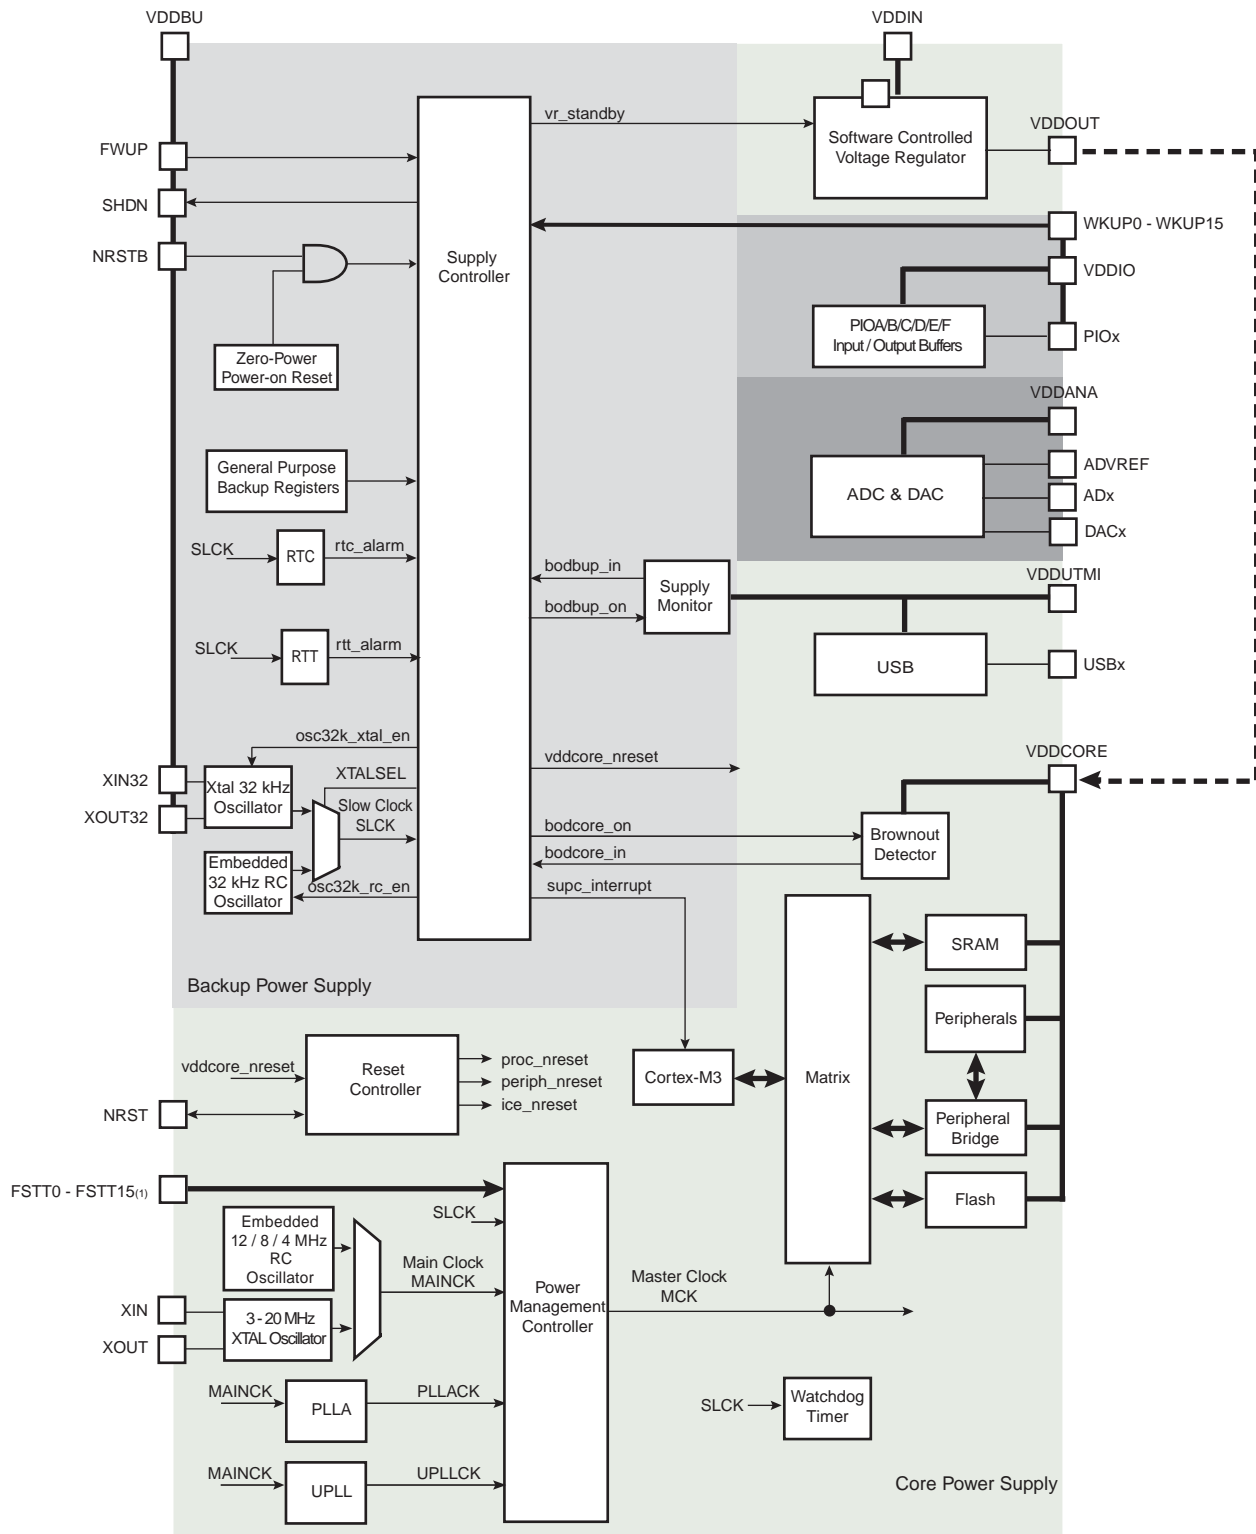 VDDBU
VDDIN
vr_standby
Software Controlled
Voltage Regulator
VDDOUT
FWUP
SHDN
NRSTB
Supply
Controller
WKUP0 - WKUP15
VDDIO
PIOA/B/C/D/E/F
Input / Output Buffers
PIOx
Zero-Power
Power-on Reset
VDDANA
General Purpose
Backup Registers
ADC & DAC
ADVREF
ADx
DACx
SLCK
RTC
rtc_alarm
bodbup_in
Supply
Monitor
bodbup_on
VDDUTMI
SLCK
RTT
rtt_alarm
USB
USBx
osc32k_xtal_en
vddcore_nreset
VDDCORE
XIN32
Xtal 32 kHz
Oscillator
XTALSEL
XOUT32
Slow Clock
SLCK
bodcore_on
Brownout
Detector
bodcore_in
Embedded
32 kHz RC
Oscillator
osc32k_rc_en
supc_interrupt
SRAM
Backup Power Supply
Peripherals
vddcore_nreset
Reset
Controller
proc_nreset
periph_nreset
ice_nreset
Cortex-M3
Matrix
NRST
Peripheral
Bridge
FSTT0 - FSTT15(1)
SLCK
Flash
Embedded
12 / 8 / 4 MHz
RC
Oscillator
Main Clock
MAINCK
Power
Management
Controller
Master Clock
MCK
XIN
3 - 20 MHz
XTAL Oscillator
XOUT
MAINCK
PLLA
PLLACK
SLCK
Watchdog
Timer
MAINCK
UPLL
UPLLCK
Core Power Supply